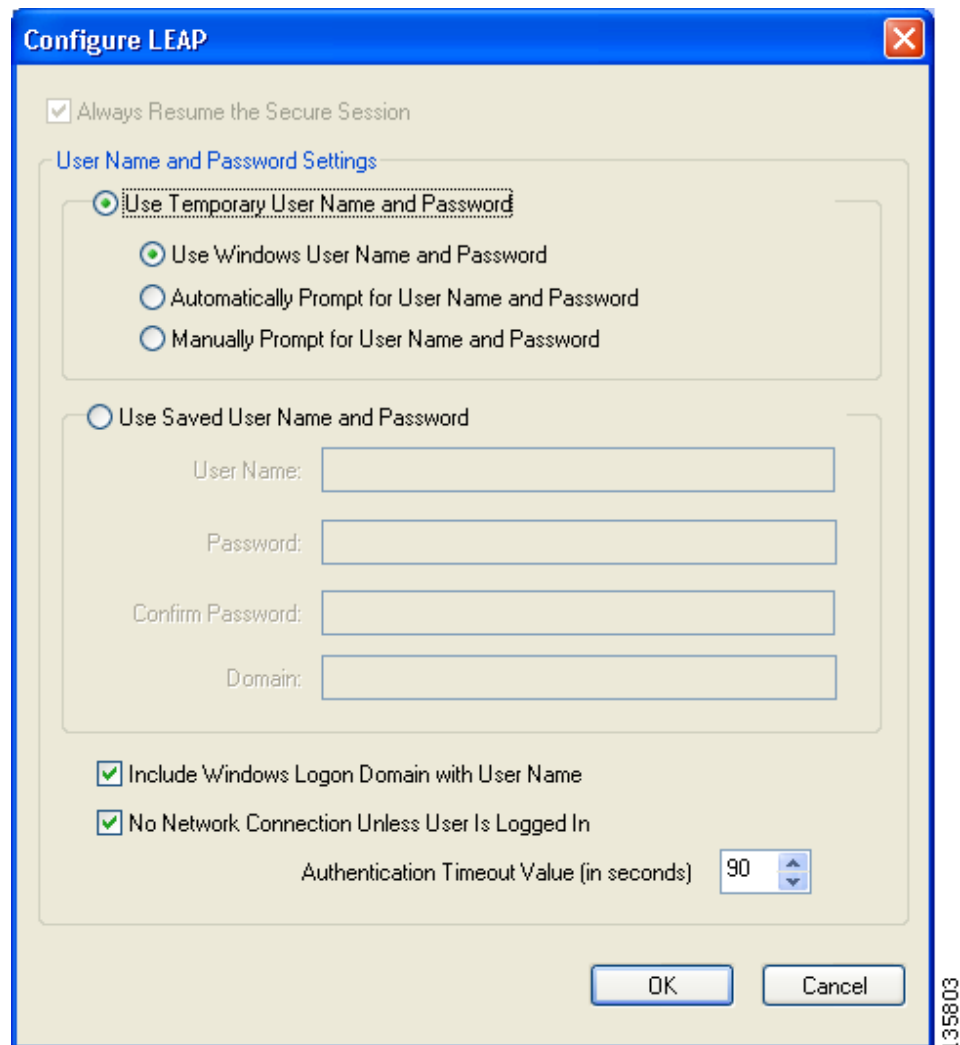 Configure LEAP
Always Resume the Secure Session
User Name and Password Settings
Use Temporary User Name and Password
Use Windows User Name and Password
Automatically Prompt for User Name and Password
Manually Prompt for User Name and Password
Use Saved User Name and Password
User Name:
Password:
Confirm Password:
Domain:
Include Windows Logon Domain with User Name
No Network Connection Unless User Is Logged In
Authentication Timeout Value (in seconds) 90
OK Cancel
135803